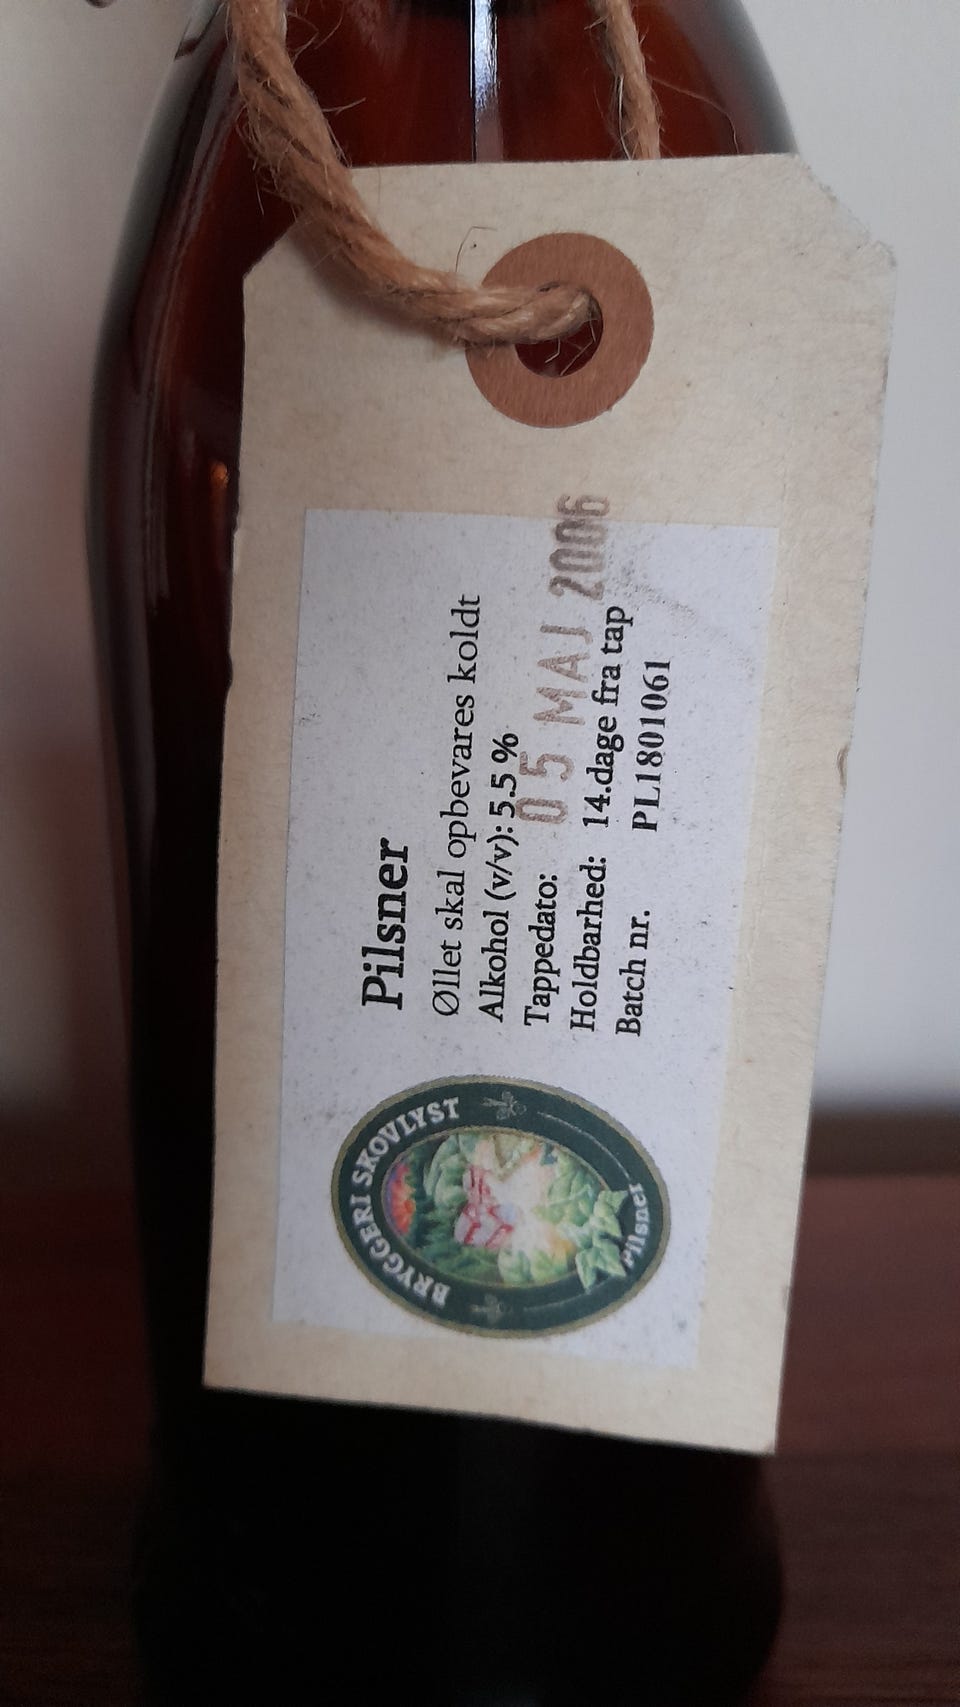 Pilsner
Øllet skal opbevares koldt
Alkohol (v/v): 5.5 %
Tappedato: 05 MAJ 2006
Holdbarhed: 14.dage fra tap
Batch nr. PL1801061
BRYGGERI SKOVLYST
Pilsner